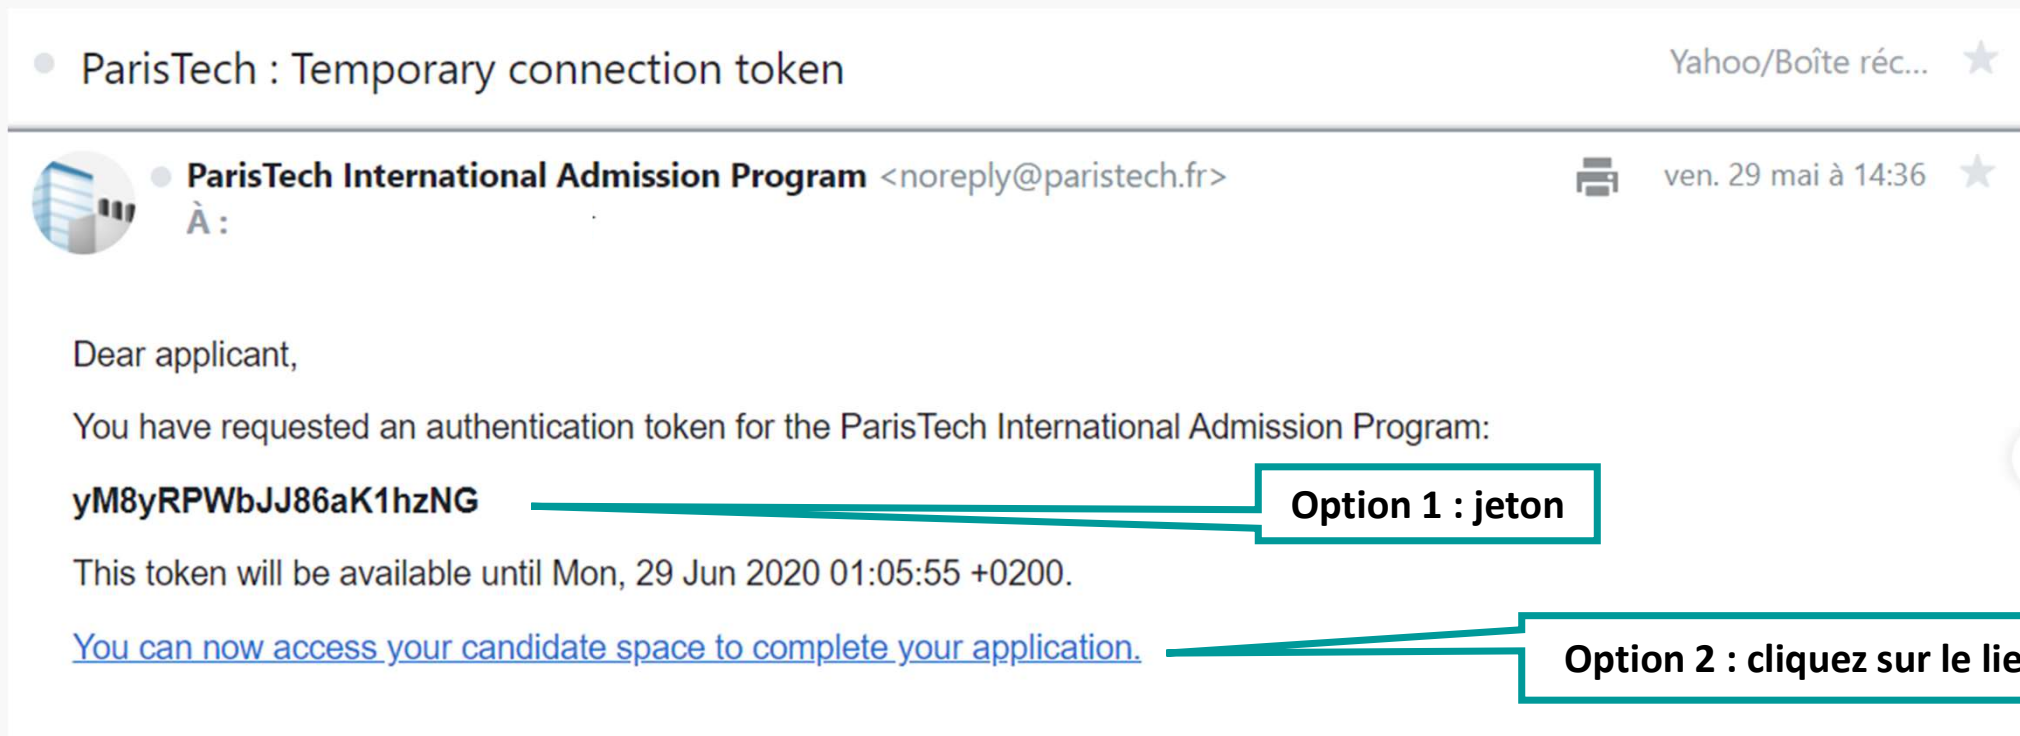 ParisTech : Temporary connection token
Yahoo/Boîte réc...
ParisTech International Admission Program <noreply@paristech.fr>
ven. 29 mai à 14:36
À :
Dear applicant,
You have requested an authentication token for the ParisTech International Admission Program:
yM8yRPWbJJ86aK1hzNG
Option 1 : jeton
This token will be available until Mon, 29 Jun 2020 01:05:55 +0200.
You can now access your candidate space to complete your application.
Option 2 : cliquez sur le lie